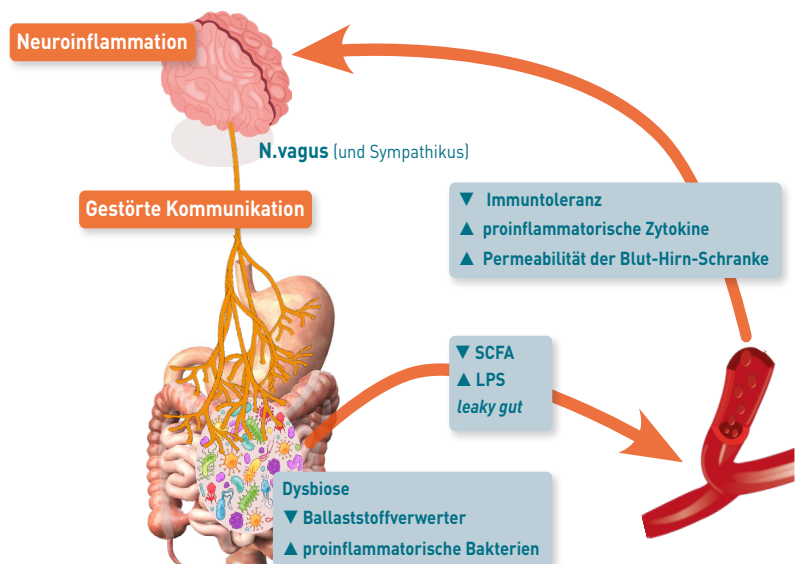 Neuroinflammation
N.vagus (und Sympathikus)
Gestörte Kommunikation
▼ Immuntoleranz
▲ proinflammatorische Zytokine
▲ Permeabilität der Blut-Hirn-Schranke
▼ SCFA
▲ LPS
leaky gut
Dysbiose
▼ Ballaststoffverwerter
▲ proinflammatorische Bakterien